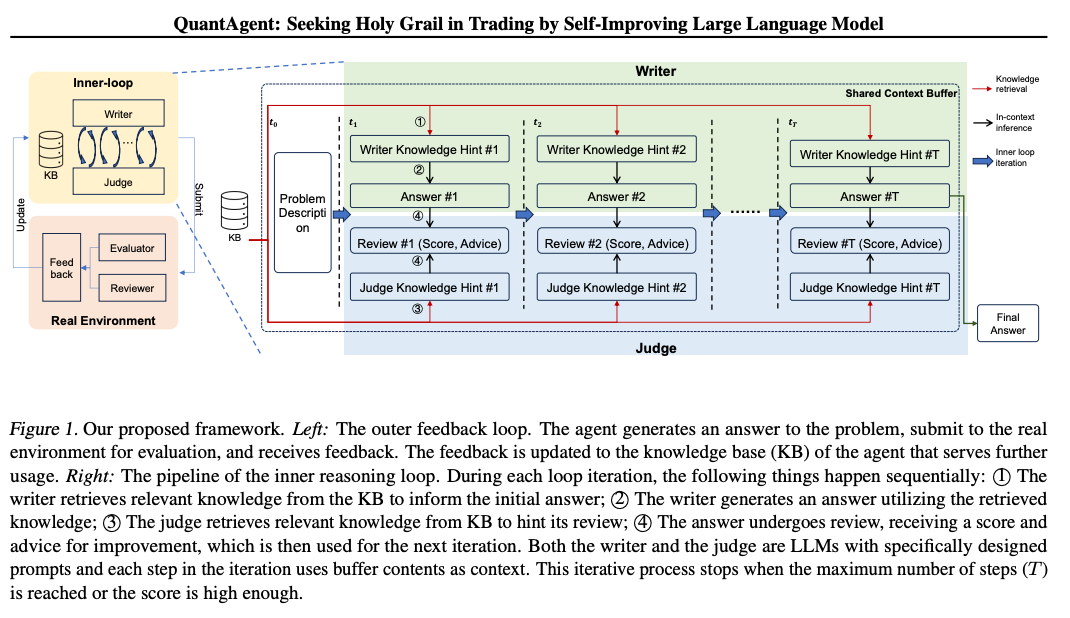 QuantAgent: Seeking Holy Grail in Trading by Self-Improving Large Language Model
Inner-loop
Writer
KB
...
Judge
Update
Submit
Feed
back
Evaluator
Reviewer
Real Environment
KB
Writer
Shared Context Buffer
t0
Problem
Descripti
on
t1
①
Writer Knowledge Hint #1
②
Answer #1
④
Review #1 (Score, Advice)
④
Judge Knowledge Hint #1
③
t2
Writer Knowledge Hint #2
Answer #2
Review #2 (Score, Advice)
Judge Knowledge Hint #2
......
tT
Writer Knowledge Hint #T
Answer #T
Review #T (Score, Advice)
Judge Knowledge Hint #T
Judge
Knowledge
retrieval
In-context
inference
Inner loop
iteration
Final
Answer
Figure 1. Our proposed framework. Left: The outer feedback loop. The agent generates an answer to the problem, submit to the real
environment for evaluation, and receives feedback. The feedback is updated to the knowledge base (KB) of the agent that serves further
usage. Right: The pipeline of the inner reasoning loop. During each loop iteration, the following things happen sequentially: ① The
writer retrieves relevant knowledge from the KB to inform the initial answer; ② The writer generates an answer utilizing the retrieved
knowledge; ③ The judge retrieves relevant knowledge from KB to hint its review; ④ The answer undergoes review, receiving a score and
advice for improvement, which is then used for the next iteration. Both the writer and the judge are LLMs with specifically designed
prompts and each step in the iteration uses buffer contents as context. This iterative process stops when the maximum number of steps (T)
is reached or the score is high enough.